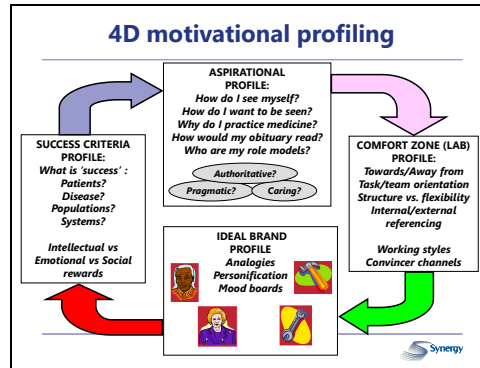 4D motivational profiling
ASPIRATIONAL
PROFILE:
How do I see myself?
How do I want to be seen?
Why do I practice medicine?
How would my obituary read?
Who are my role models?
Authoritative?
Pragmatic?
Caring?
COMFORT ZONE (LAB)
PROFILE:
Towards/Away from
Task/team orientation
Structure vs. flexibility
Internal/external
referencing
Working styles
Convincer channels
IDEAL BRAND
PROFILE
Analogies
Personification
Mood boards
SUCCESS CRITERIA
PROFILE:
What is 'success' :
Patients?
Disease?
Populations?
Systems?
Intellectual vs
Emotional vs Social
rewards
Synergy